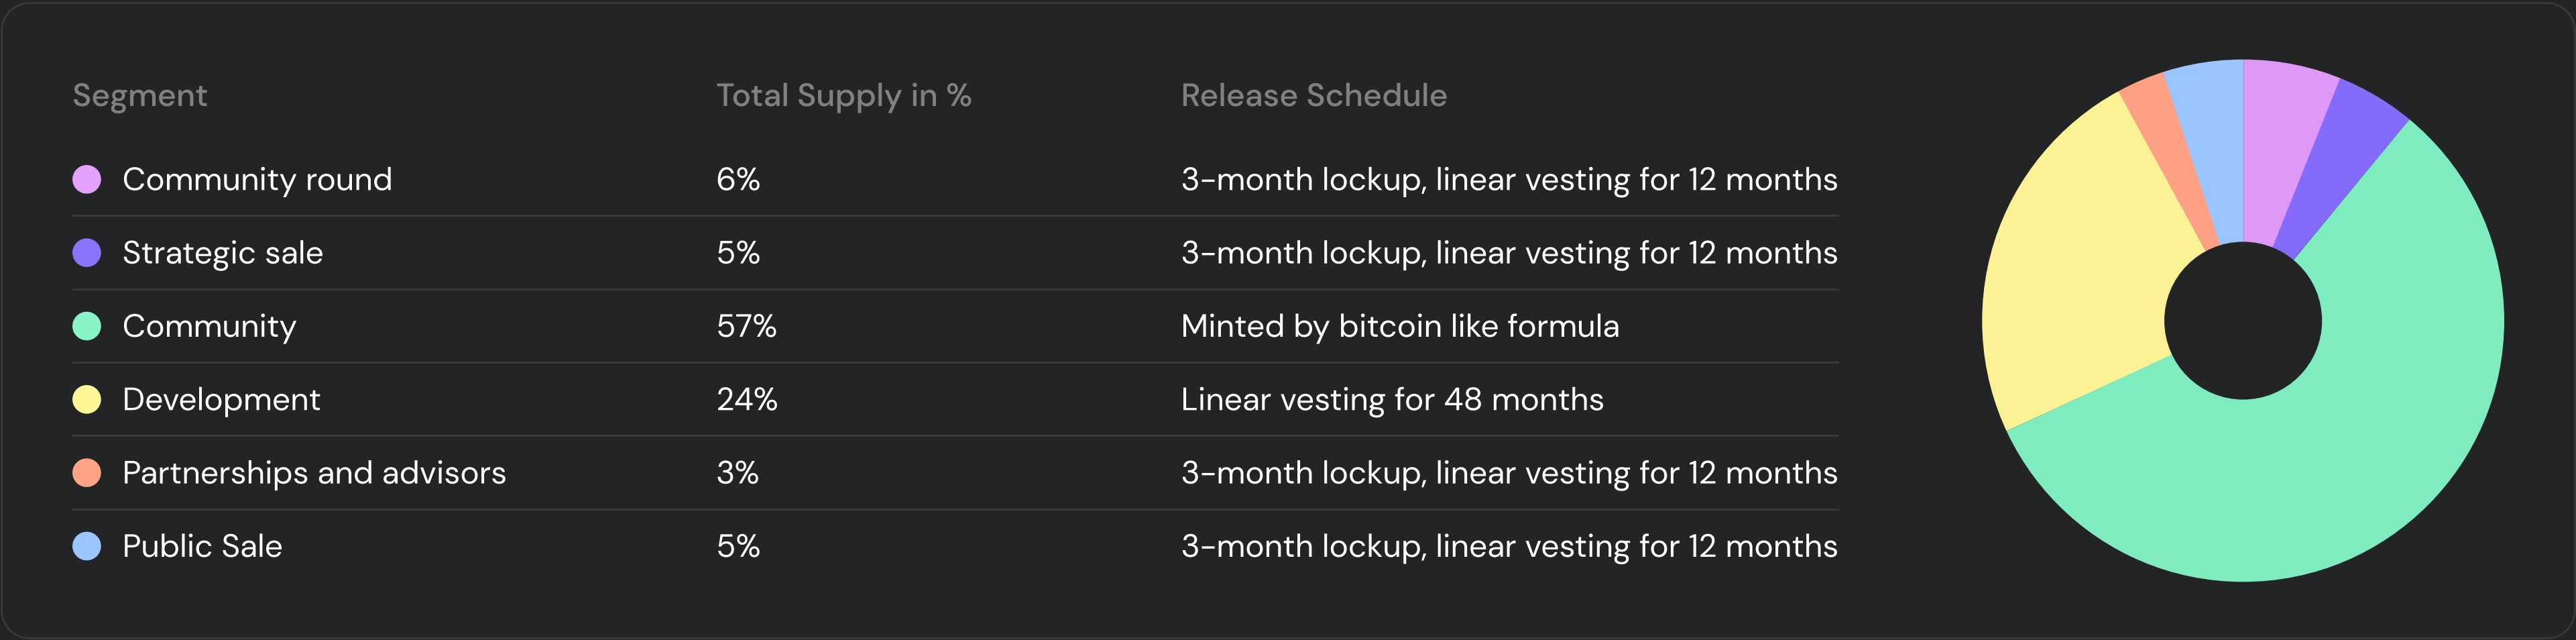 Segment Total Supply in % Release Schedule
Community round 6% 3-month lockup, linear vesting for 12 months
Strategic sale 5% 3-month lockup, linear vesting for 12 months
Community 57% Minted by bitcoin like formula
Development 24% Linear vesting for 48 months
Partnerships and advisors 3% 3-month lockup, linear vesting for 12 months
Public Sale 5% 3-month lockup, linear vesting for 12 months